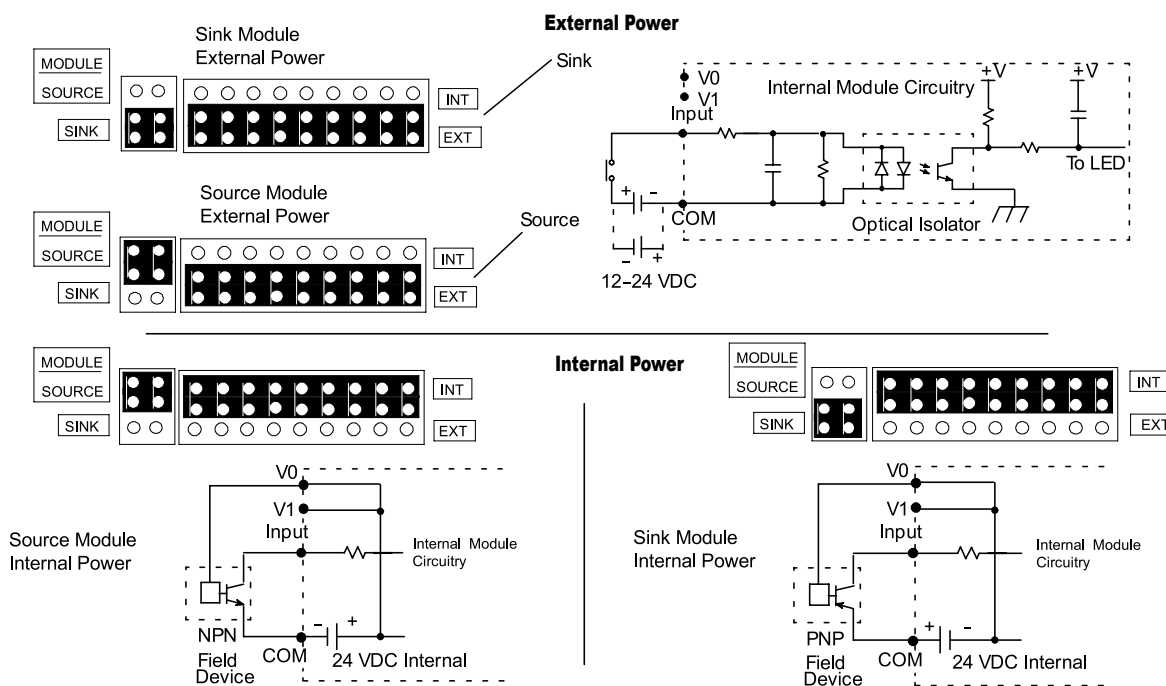 External Power
Sink Module
External Power
MODULE
SOURCE
SINK
INT
EXT
Sink
Source Module
External Power
MODULE
SOURCE
SINK
INT
EXT
Source
V0
V1
Input
Internal Module Circuitry
+V
+V
To LED
COM
Optical Isolator
+ -
- +
12–24 VDC
Internal Power
MODULE
SOURCE
SINK
INT
EXT
V0
V1
Input
Source Module
Internal Power
Internal Module
Circuitry
NPN
Field
Device
COM
- +
24 VDC Internal
MODULE
SOURCE
SINK
INT
EXT
V0
V1
Input
Sink Module
Internal Power
Internal Module
Circuitry
PNP
Field
Device
COM
+ -
24 VDC Internal